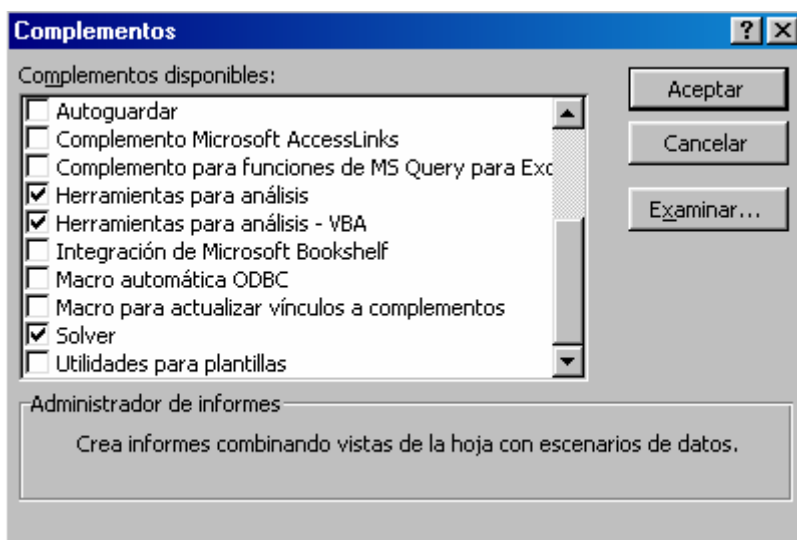 Complementos
Complementos disponibles:
Autoguardar
Complemento Microsoft AccessLinks
Complemento para funciones de MS Query para Exc
Herramientas para análisis
Herramientas para análisis - VBA
Integración de Microsoft Bookshelf
Macro automática ODBC
Macro para actualizar vínculos a complementos
Solver
Utilidades para plantillas
Aceptar
Cancelar
Examinar...
Administrador de informes
Crea informes combinando vistas de la hoja con escenarios de datos.